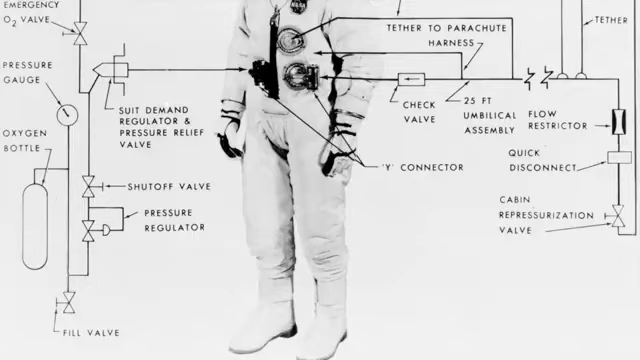 EMERGENCY
O₂ VALVE
NASA
TETHER
TETHER TO PARACHUTE
HARNESS
PRESSURE
GAUGE
SUIT DEMAND
REGULATOR &
PRESSURE RELIEF
VALVE
CHECK
VALVE
25 FT
UMBILICAL
ASSEMBLY
FLOW
RESTRICTOR
OXYGEN
BOTTLE
QUICK
DISCONNECT
'Y' CONNECTOR
SHUTOFF VALVE
CABIN
REPRESSURIZATION
VALVE
PRESSURE
REGULATOR
FILL VALVE